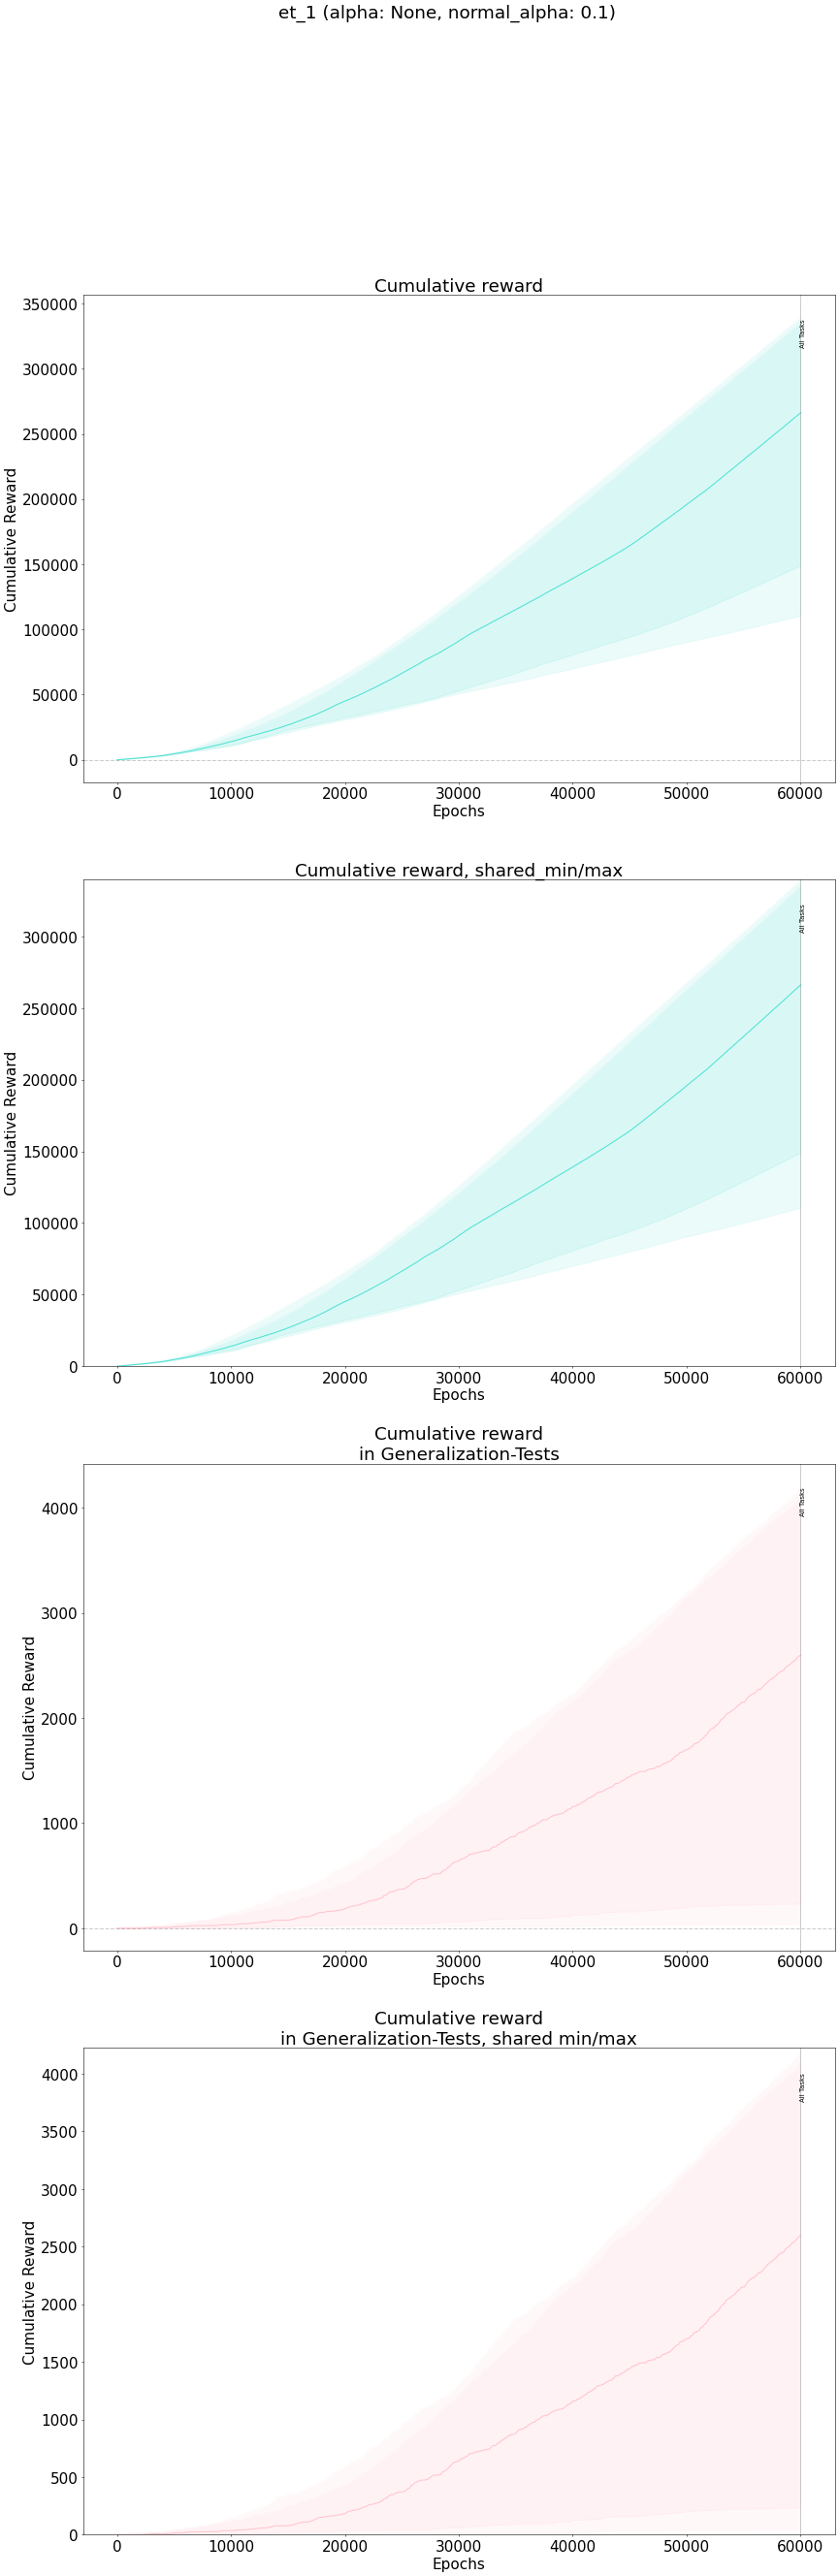 et_1 (alpha: None, normal_alpha: 0.1)
Cumulative reward
350000
300000
250000
200000
150000
100000
50000
0
Cumulative Reward
All Tasks
0 10000 20000 30000 40000 50000 60000
Epochs
Cumulative reward, shared_min/max
300000
250000
200000
150000
100000
50000
0
Cumulative Reward
All Tasks
0 10000 20000 30000 40000 50000 60000
Epochs
Cumulative reward
in Generalization-Tests
4000
3000
2000
1000
0
Cumulative Reward
All Tasks
0 10000 20000 30000 40000 50000 60000
Epochs
Cumulative reward
in Generalization-Tests, shared min/max
4000
3500
3000
2500
2000
1500
1000
500
0
Cumulative Reward
All Tasks
0 10000 20000 30000 40000 50000 60000
Epochs